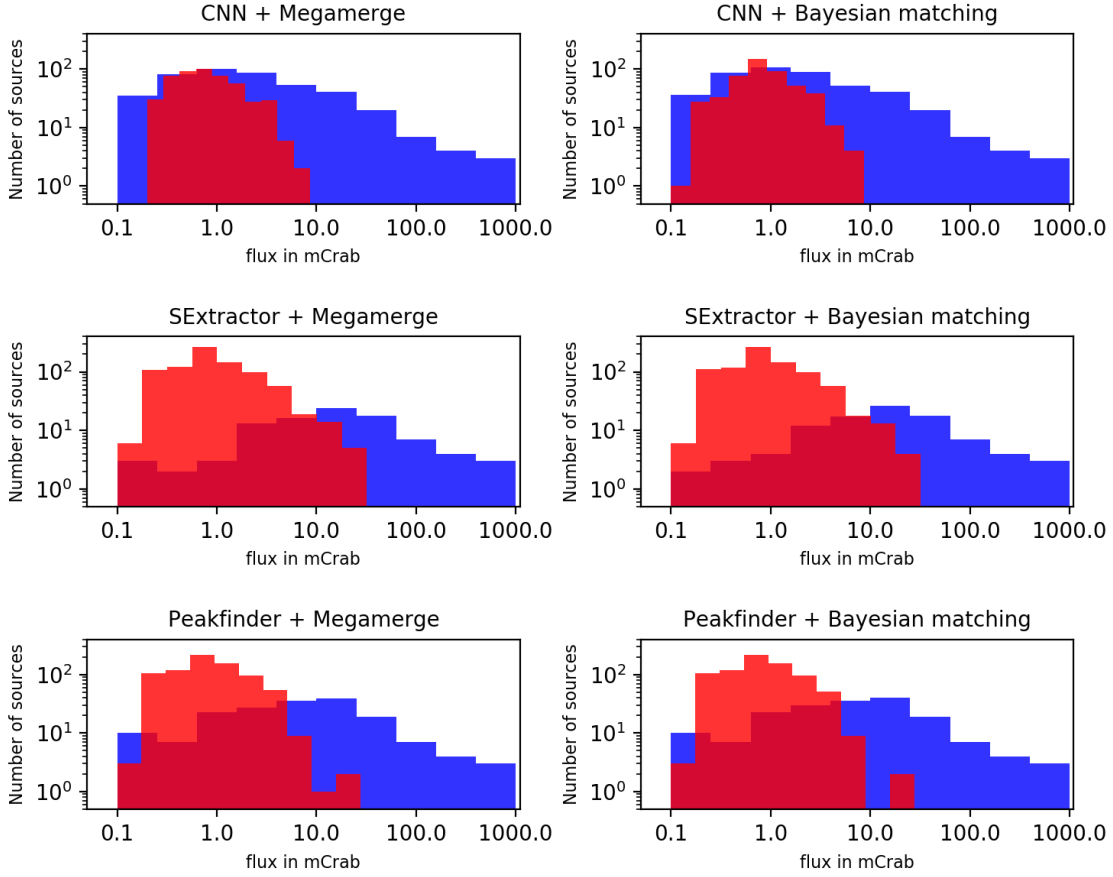 CNN + Megamerge
Number of sources
10²
10¹
10⁰
0.1 1.0 10.0 100.0 1000.0
flux in mCrab
CNN + Bayesian matching
Number of sources
10²
10¹
10⁰
0.1 1.0 10.0 100.0 1000.0
flux in mCrab
SExtractor + Megamerge
Number of sources
10²
10¹
10⁰
0.1 1.0 10.0 100.0 1000.0
flux in mCrab
SExtractor + Bayesian matching
Number of sources
10²
10¹
10⁰
0.1 1.0 10.0 100.0 1000.0
flux in mCrab
Peakfinder + Megamerge
Number of sources
10²
10¹
10⁰
0.1 1.0 10.0 100.0 1000.0
flux in mCrab
Peakfinder + Bayesian matching
Number of sources
10²
10¹
10⁰
0.1 1.0 10.0 100.0 1000.0
flux in mCrab